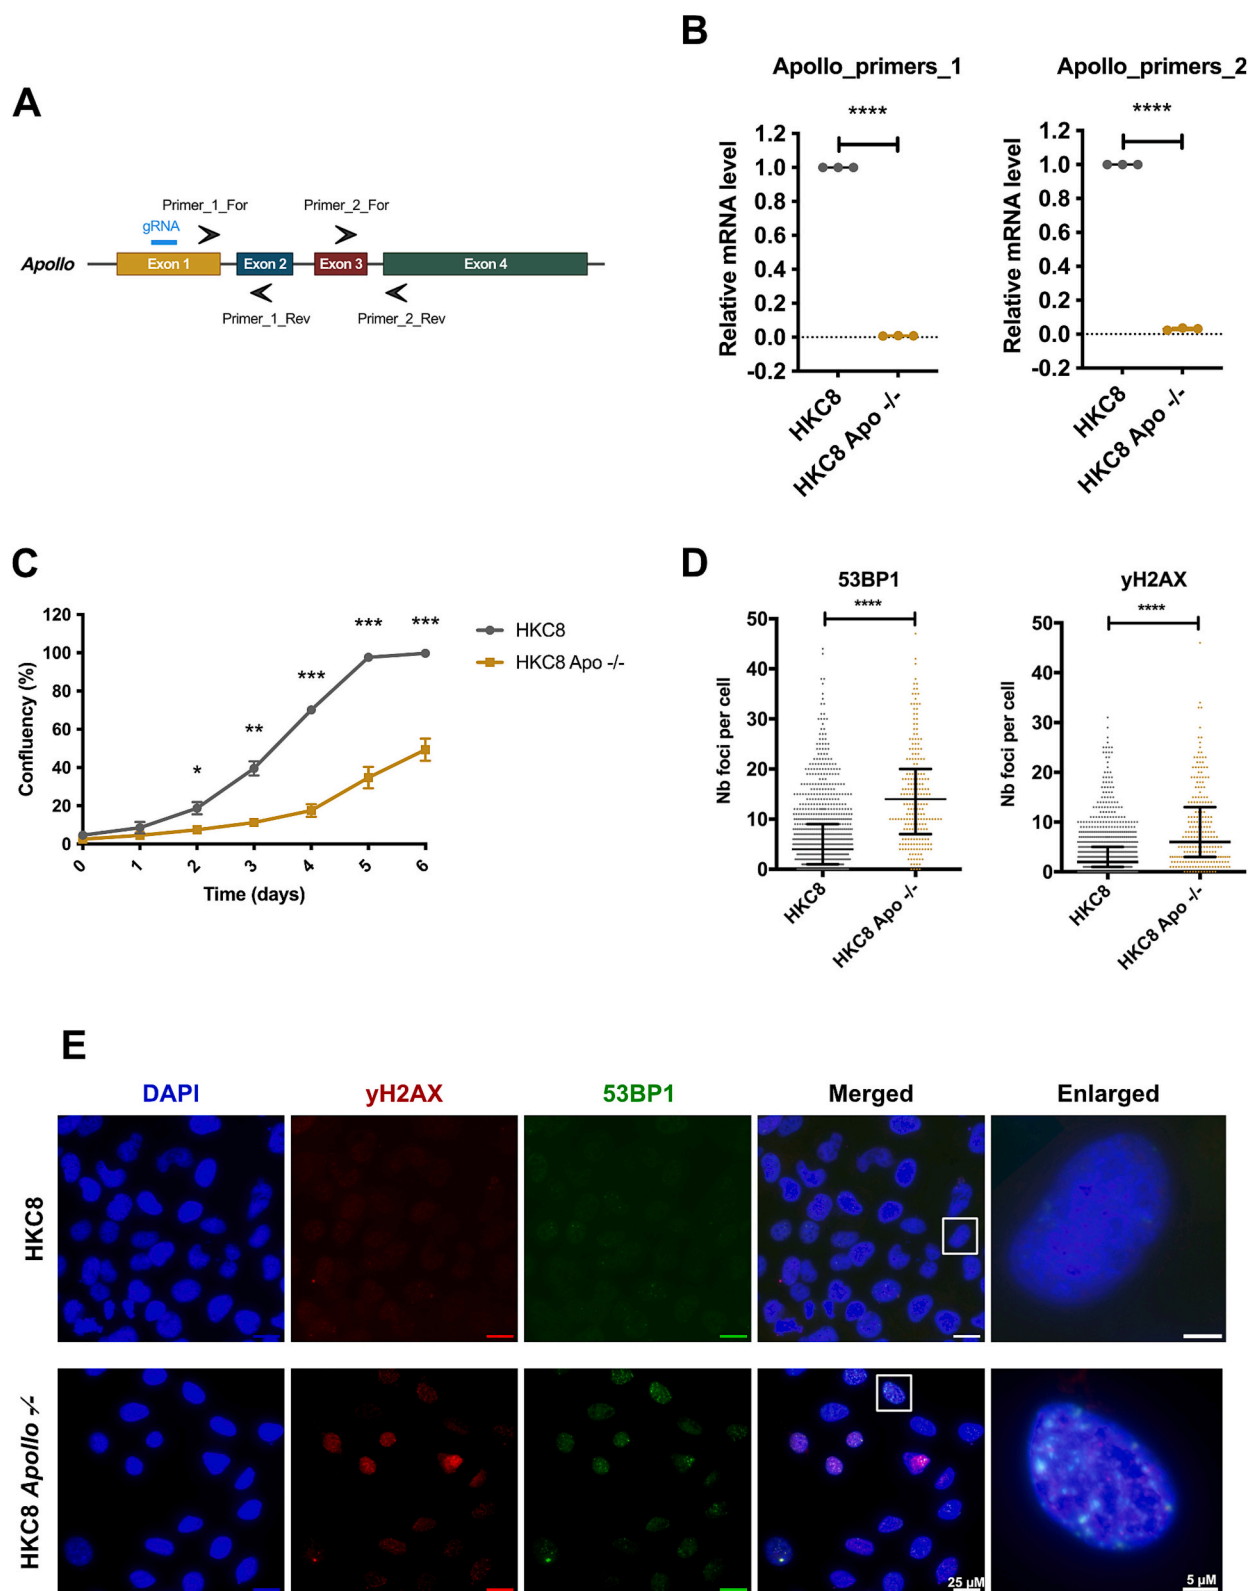 A
Primer_1_For
Primer_2_For
gRNA
Apollo
Exon 1
Exon 2
Exon 3
Exon 4
Primer_1_Rev
Primer_2_Rev
B
Apollo_primers_1
Apollo_primers_2
****
****
Relative mRNA level
1.2
1.0
0.8
0.6
0.4
0.2
0.0
-0.2
HKC8
HKC8 Apo -/-
Relative mRNA level
1.2
1.0
0.8
0.6
0.4
0.2
0.0
-0.2
HKC8
HKC8 Apo -/-
C
Confluency (%)
120
100
80
60
40
20
0
0 1 2 3 4 5 6
Time (days)
*
**
***
***
***
HKC8
HKC8 Apo -/-
D
53BP1
****
Nb foci per cell
50
40
30
20
10
0
HKC8
HKC8 Apo -/-
yH2AX
****
Nb foci per cell
50
40
30
20
10
0
HKC8
HKC8 Apo -/-
E
DAPI
yH2AX
53BP1
Merged
Enlarged
HKC8
HKC8 Apollo -/-
25 µM
5 µM